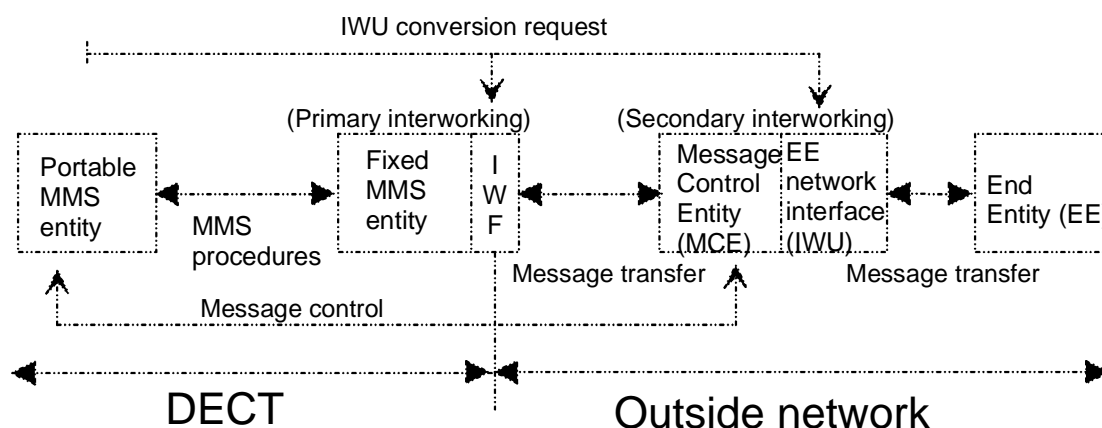 IWU conversion request
(Primary interworking)
(Secondary interworking)
Portable
MMS
entity
Fixed
MMS
entity
I
W
F
Message
Control
Entity
(MCE)
EE
network
interface
(IWU)
End
Entity (EE
MMS
procedures
Message transfer
Message transfer
Message control
DECT
Outside network